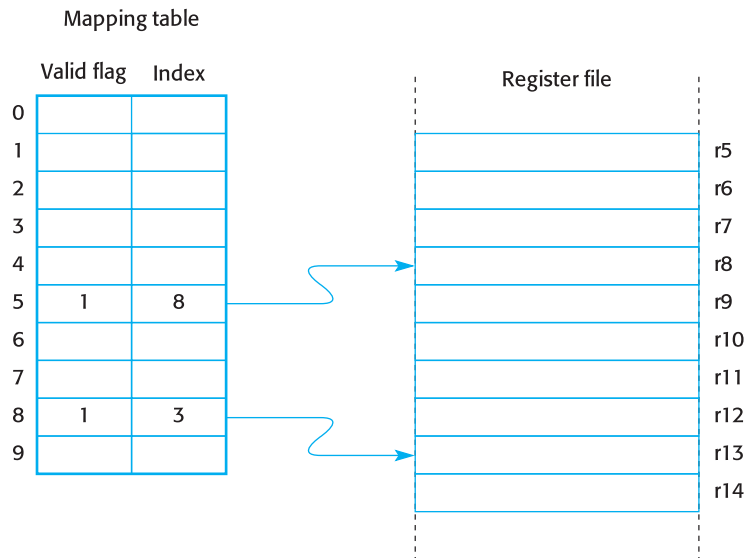 Mapping table
Valid flag Index
Register file
0
1
2
3
4
5 1 8
6
7
8 1 3
9
r5
r6
r7
r8
r9
r10
r11
r12
r13
r14